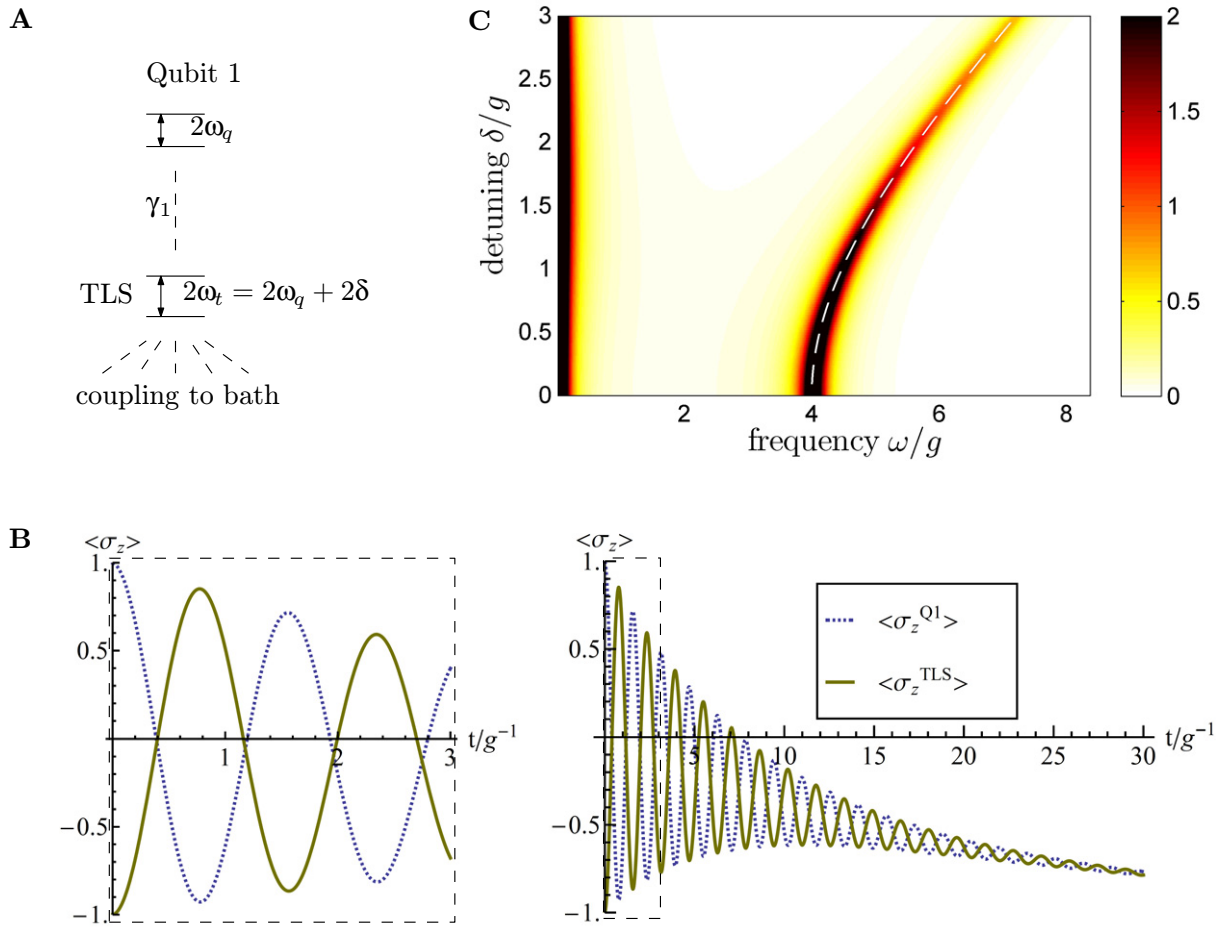 A
Qubit 1
2ω_q
γ_1
TLS
2ω_t = 2ω_q + 2δ
coupling to bath
C
detuning δ/g
3
2.5
2
1.5
1
0.5
0
2
4
6
8
frequency ω/g
2
1.5
1
0.5
0
B
<σ_z>
1.
0.5
−0.5
−1.
1
2
3
t/g^{-1}
<σ_z>
1.
0.5
−0.5
−1.
5
10
15
20
25
30
t/g^{-1}
<σ_z^{Q1}>
<σ_z^{TLS}>